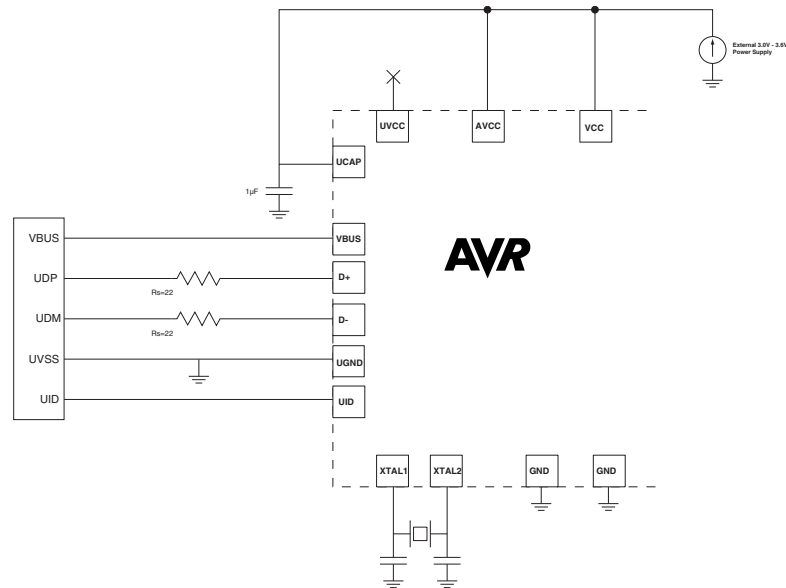 External 3.0V - 3.6V
Power Supply
UVCC
AVCC
VCC
UCAP
1µF
VBUS
VBUS
UDP
Rs=22
D+
UDM
Rs=22
D-
UVSS
UGND
UID
UID
AVR
XTAL1
XTAL2
GND
GND